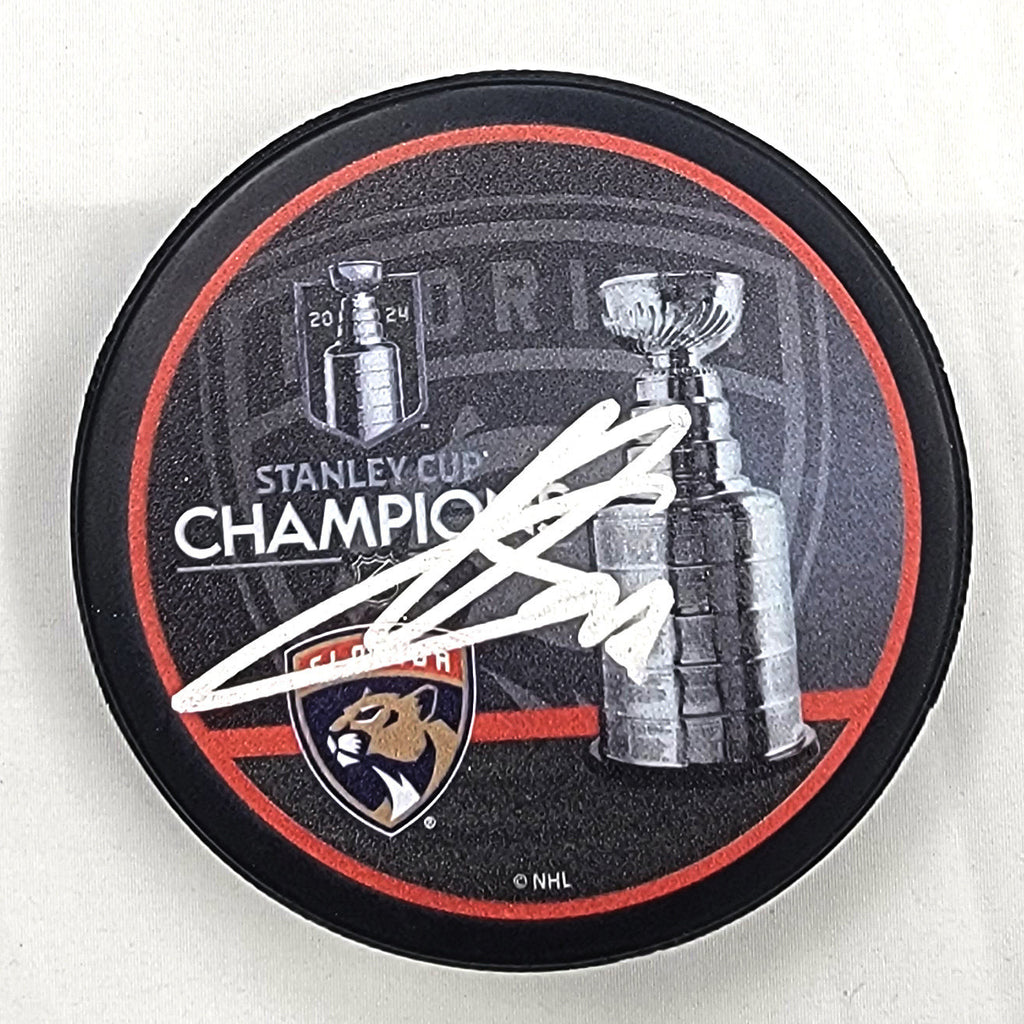 20 24
STANLEY CUP
CHAMPIONS
FLORIDA
© NHL